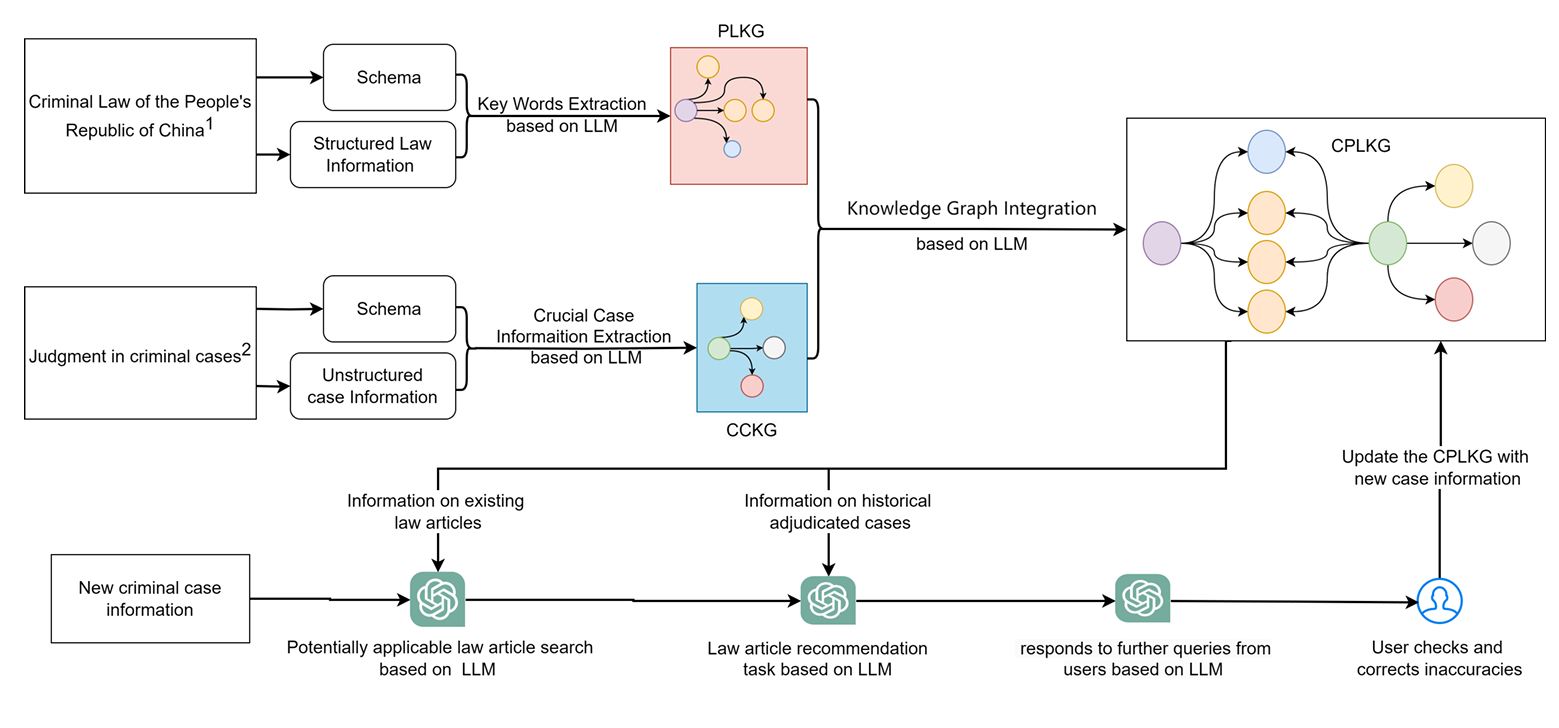 PLKG
Criminal Law of the People's
Republic of China1
Schema
Structured Law
Information
Key Words Extraction
based on LLM
CPLKG
Knowledge Graph Integration
based on LLM
Judgment in criminal cases2
Schema
Unstructured
case Information
Crucial Case
Informaition Extraction
based on LLM
CCKG
Information on existing
law articles
Information on historical
adjudicated cases
Update the CPLKG with
new case information
New criminal case
information
Potentially applicable law article search
based on  LLM
Law article recommendation
task based on LLM
responds to further queries from
users based on LLM
User checks and
corrects inaccuracies